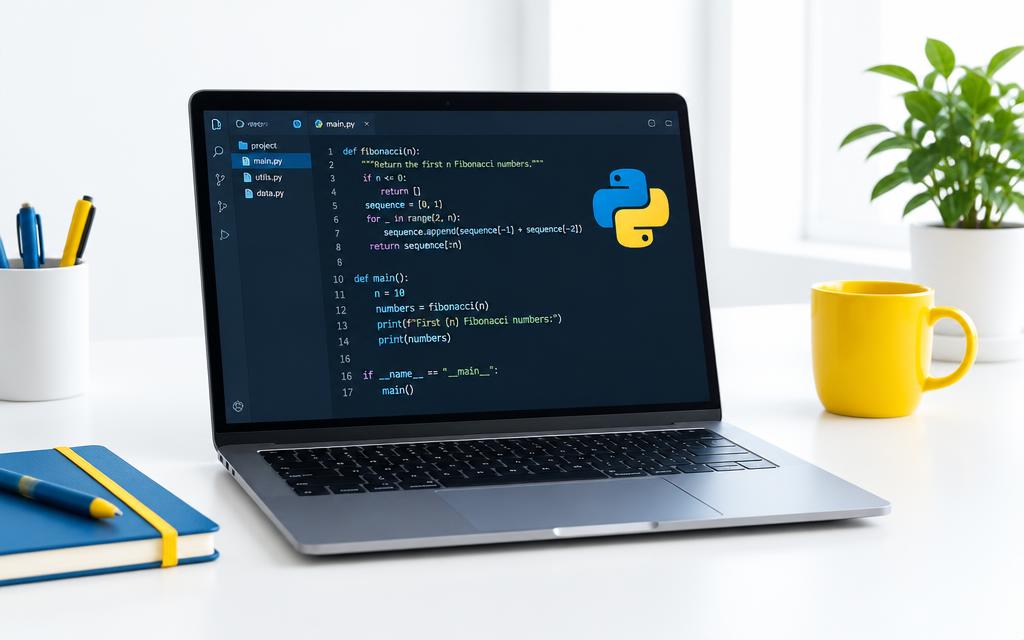 main.py ×
project
main.py
utils.py
data.py
1 def fibonacci(n):
2 """Return the first n Fibonacci numbers."""
3 if n <= 0:
4 return []
5 sequence = [0, 1]
6 for _ in range(2, n):
7 sequence.append(sequence[-1] + sequence[-2])
8 return sequence[:n)
8
10 def main():
11 n = 10
12 numbers = fibonacci(n)
13 print(f"First (n) Fibonacci numbers:")
14 print(numbers)
16
16 if __name__ == "__main__":
17 main()